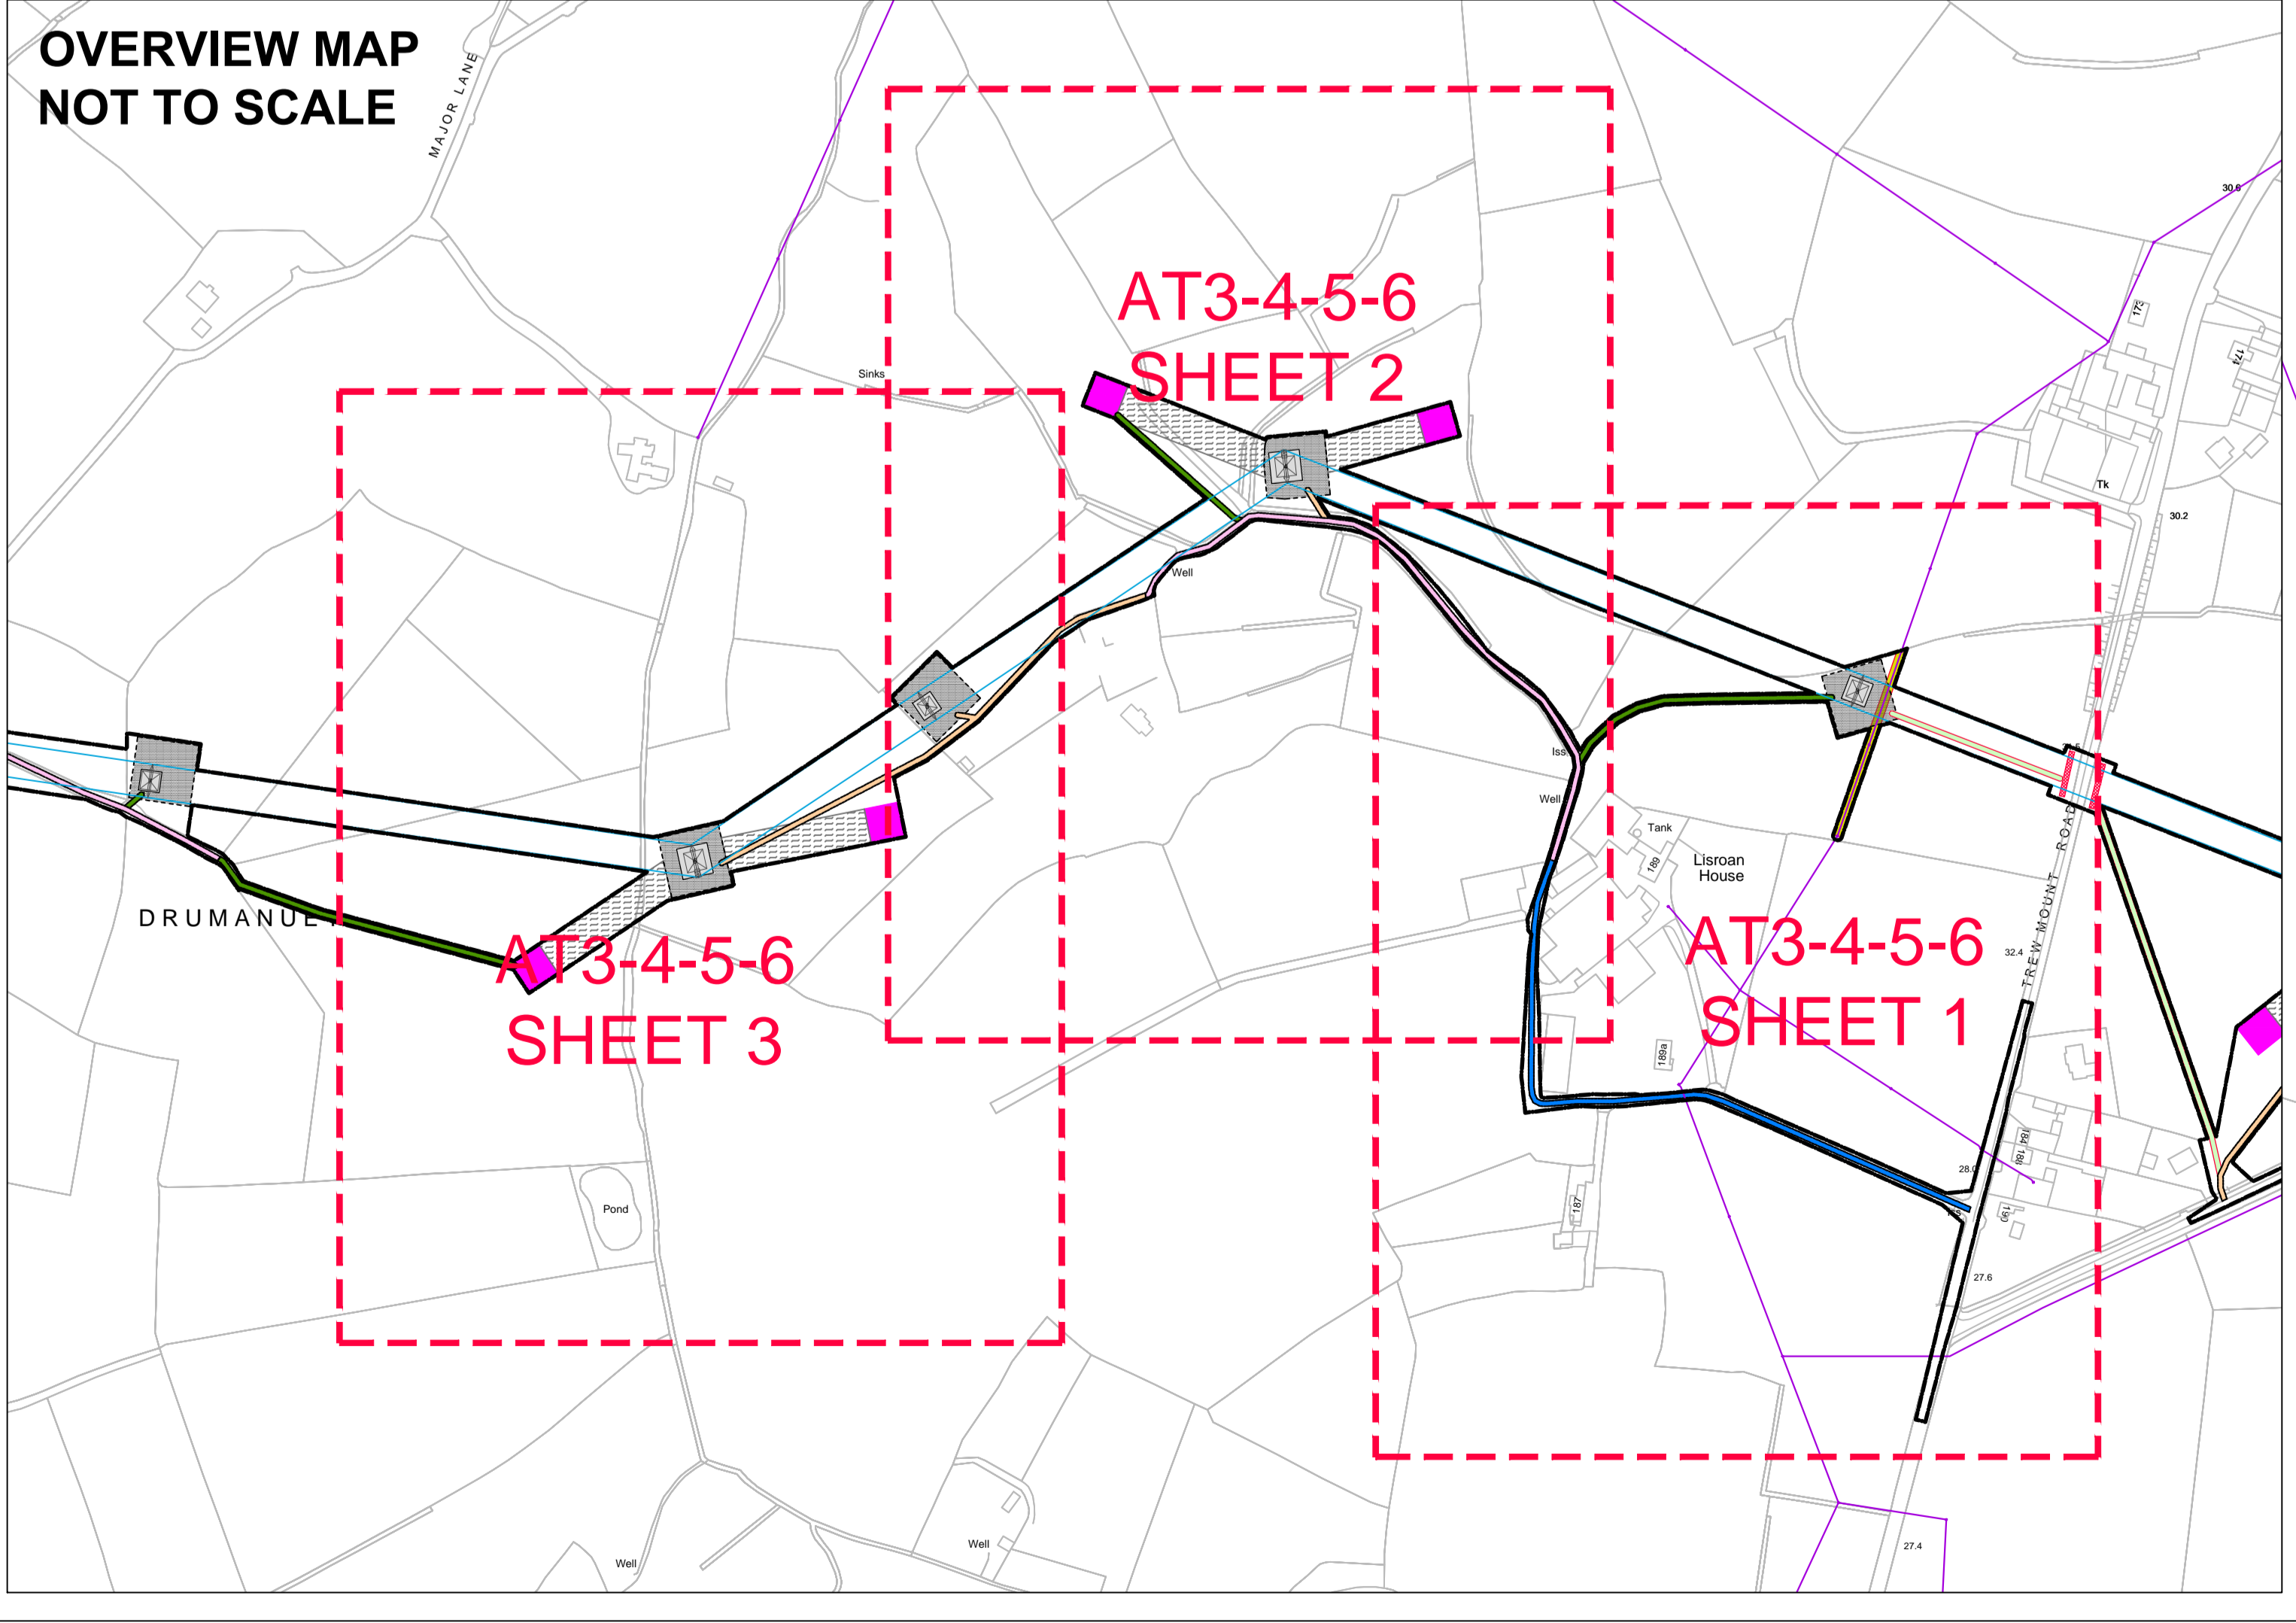 OVERVIEW MAP
NOT TO SCALE
MAJOR LANE
30.6
173
174
AT3-4-5-6
SHEET 2
Sinks
Tk
30.2
Well
Iss
Well
Tank
189
Lisroan
House
TREW MOUNT ROAD
DRUMANUE
AT3-4-5-6
SHEET 3
AT3-4-5-6
SHEET 1
32.4
189a
184
188
28.0
190
187
Pond
27.6
Well
Well
27.4